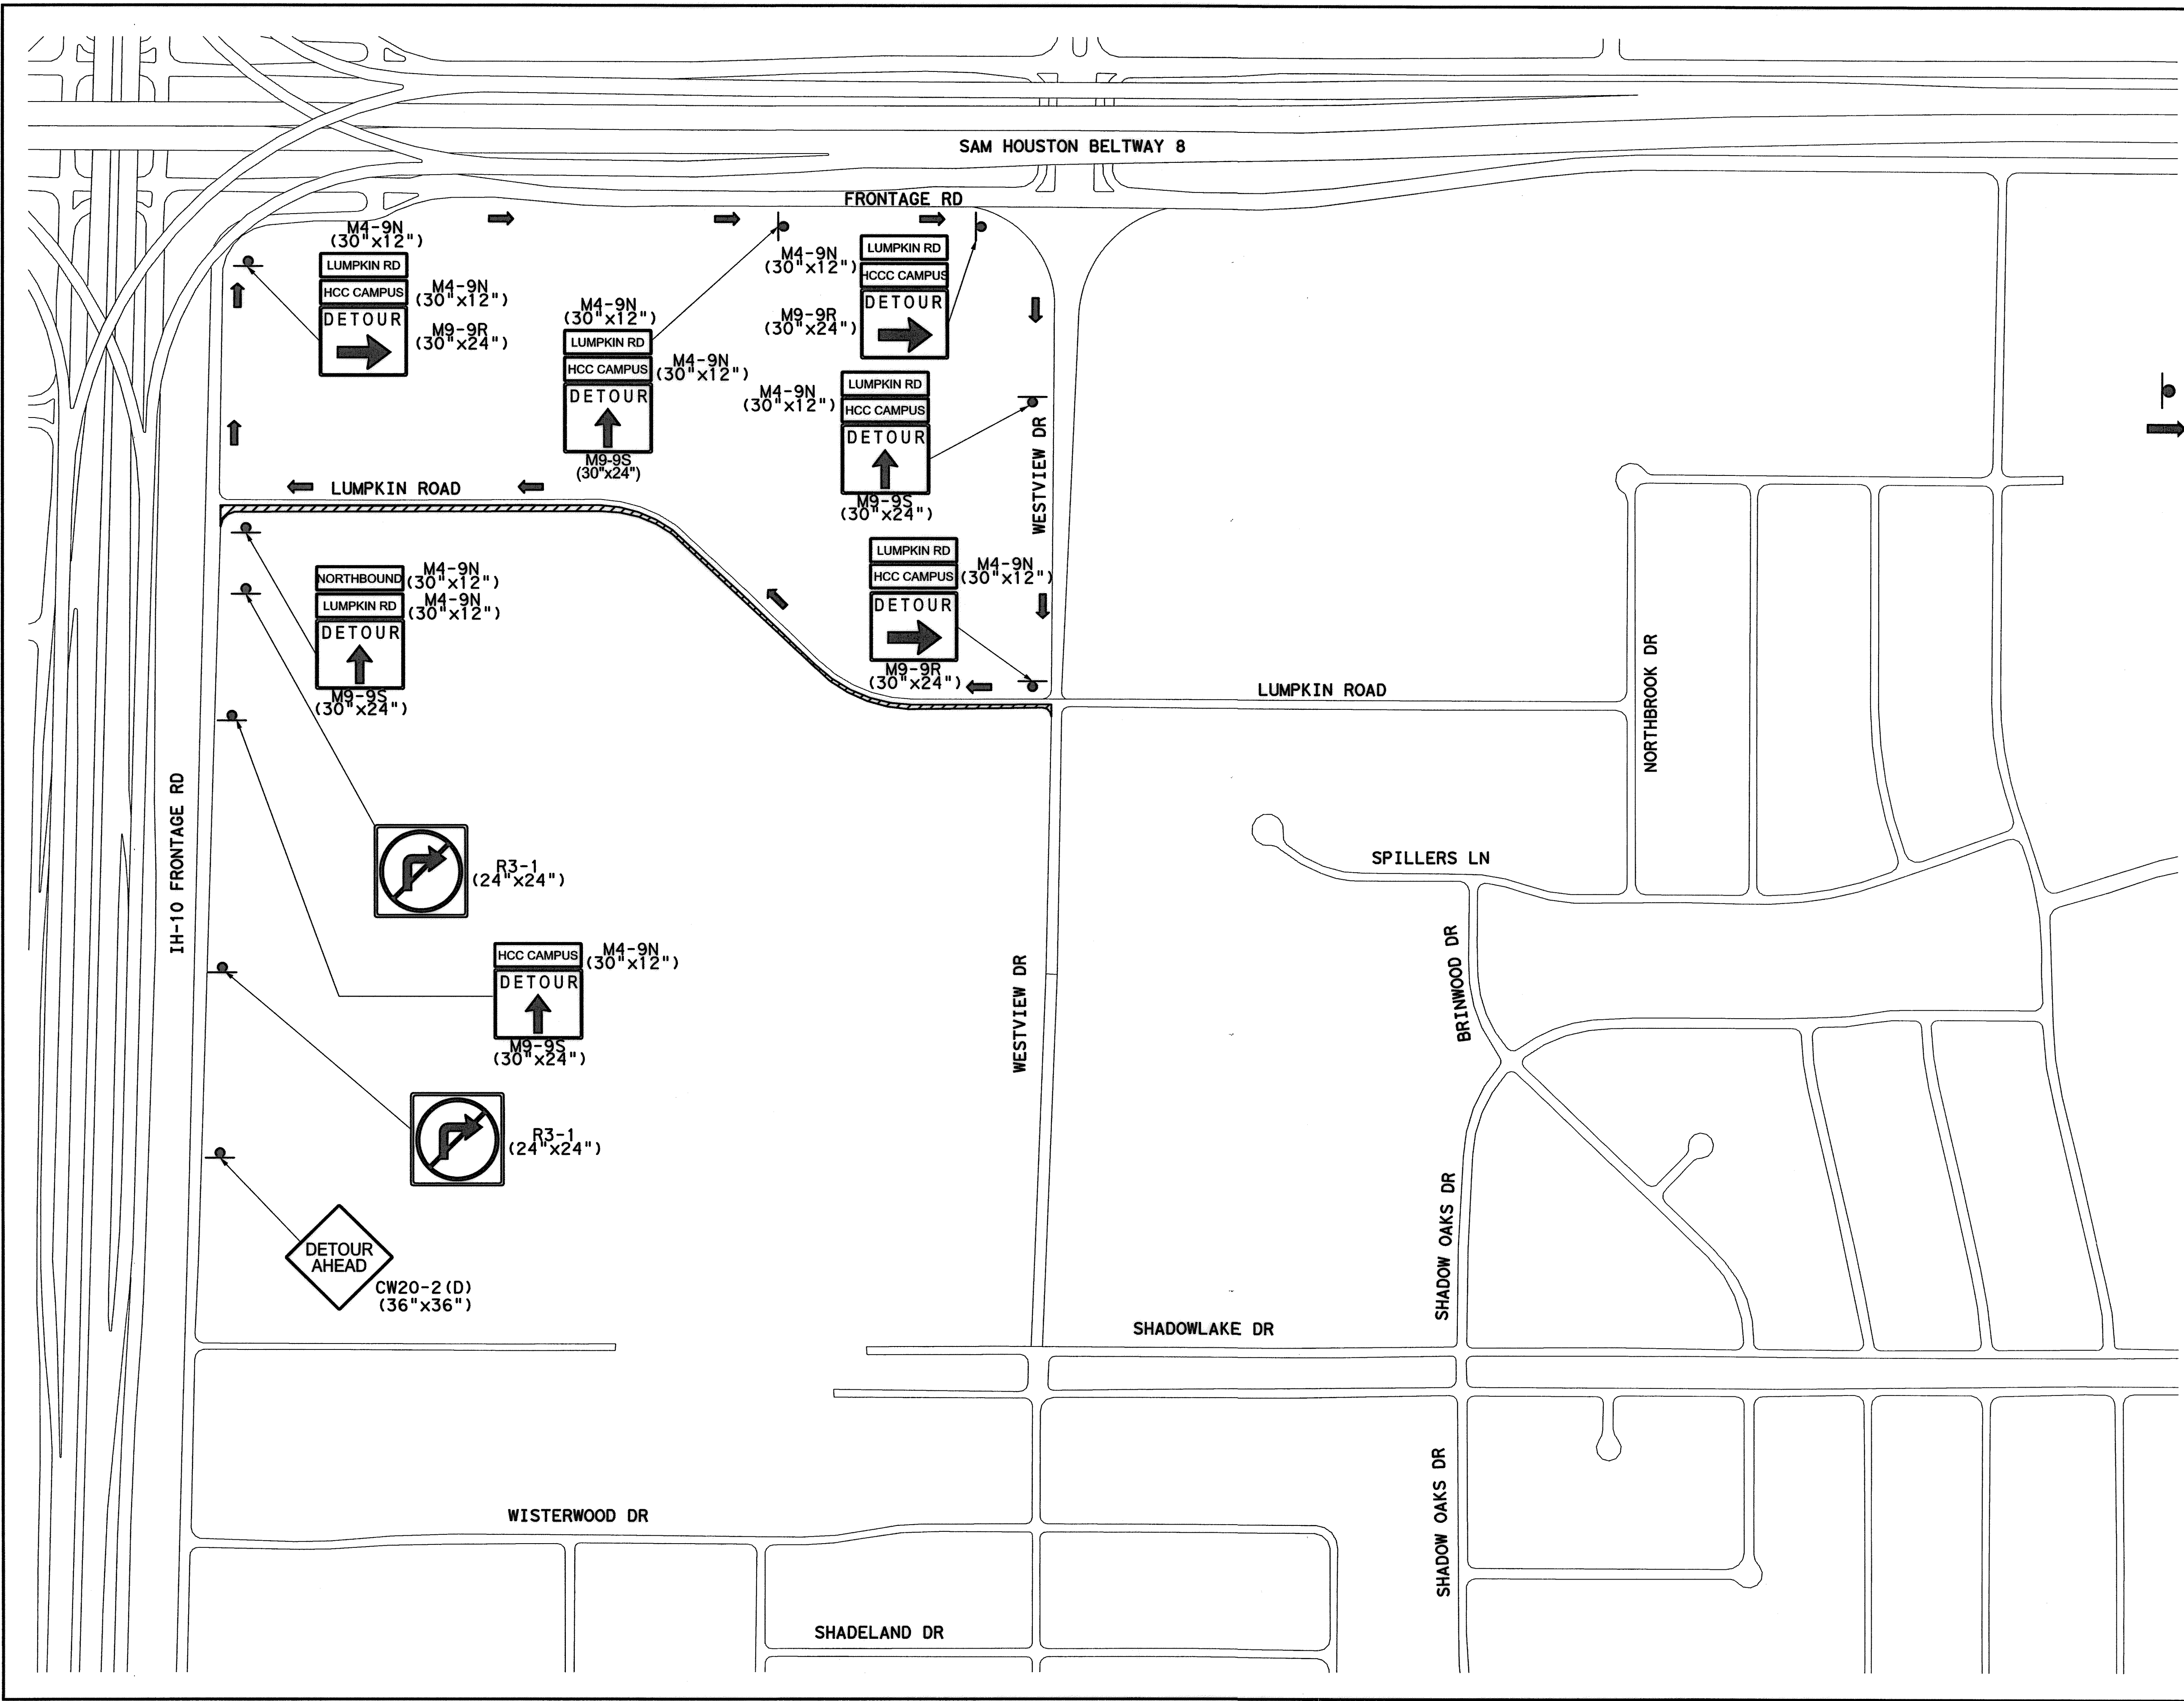 SAM HOUSTON BELTWAY 8
FRONTAGE RD
M4-9N
(30"x12")
LUMPKIN RD
HCC CAMPUS
M4-9N
(30"x12")
DETOUR
M9-9R
(30"x24")
M4-9N
(30"x12")
LUMPKIN RD
HCC CAMPUS
M4-9N
(30"x12")
DETOUR
M9-9S
(30"x24")
LUMPKIN RD
M4-9N
(30"x12")
HCCC CAMPUS
DETOUR
M9-9R
(30"x24")
LUMPKIN RD
M4-9N
(30"x12")
HCC CAMPUS
DETOUR
M9-9S
(30"x24")
WESTVIEW DR
LUMPKIN ROAD
LUMPKIN RD
HCC CAMPUS
M4-9N
(30"x12")
DETOUR
M9-9R
(30"x24")
NORTHBOUND
M4-9N
(30"x12")
LUMPKIN RD
M4-9N
(30"x12")
DETOUR
M9-9S
(30"x24")
LUMPKIN ROAD
NORTHBROOK DR
IH-10 FRONTAGE RD
R3-1
(24"x24")
SPILLERS LN
HCC CAMPUS
M4-9N
(30"x12")
DETOUR
M9-9S
(30"x24")
WESTVIEW DR
BRINWOOD DR
R3-1
(24"x24")
DETOUR
AHEAD
CW20-2(D)
(36"x36")
SHADOW OAKS DR
SHADOWLAKE DR
WISTERWOOD DR
SHADOW OAKS DR
SHADELAND DR